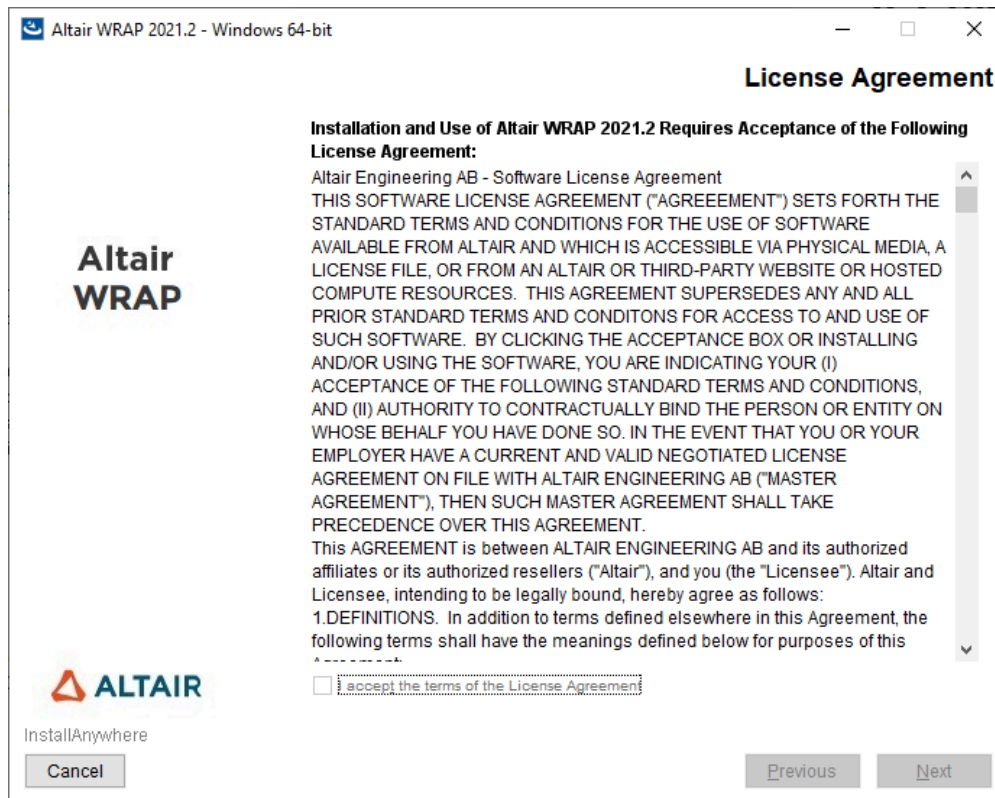 Altair WRAP 2021.2 - Windows 64-bit
License Agreement
Installation and Use of Altair WRAP 2021.2 Requires Acceptance of the Following
License Agreement:
Altair Engineering AB - Software License Agreement
THIS SOFTWARE LICENSE AGREEMENT ("AGREEEMENT") SETS FORTH THE
STANDARD TERMS AND CONDITIONS FOR THE USE OF SOFTWARE
AVAILABLE FROM ALTAIR AND WHICH IS ACCESSIBLE VIA PHYSICAL MEDIA, A
LICENSE FILE, OR FROM AN ALTAIR OR THIRD-PARTY WEBSITE OR HOSTED
COMPUTE RESOURCES.  THIS AGREEMENT SUPERSEDES ANY AND ALL
PRIOR STANDARD TERMS AND CONDITONS FOR ACCESS TO AND USE OF
SUCH SOFTWARE.  BY CLICKING THE ACCEPTANCE BOX OR INSTALLING
AND/OR USING THE SOFTWARE, YOU ARE INDICATING YOUR (I)
ACCEPTANCE OF THE FOLLOWING STANDARD TERMS AND CONDITIONS,
AND (II) AUTHORITY TO CONTRACTUALLY BIND THE PERSON OR ENTITY ON
WHOSE BEHALF YOU HAVE DONE SO. IN THE EVENT THAT YOU OR YOUR
EMPLOYER HAVE A CURRENT AND VALID NEGOTIATED LICENSE
AGREEMENT ON FILE WITH ALTAIR ENGINEERING AB ("MASTER
AGREEMENT"), THEN SUCH MASTER AGREEMENT SHALL TAKE
PRECEDENCE OVER THIS AGREEMENT.
This AGREEMENT is between ALTAIR ENGINEERING AB and its authorized
affiliates or its authorized resellers ("Altair"), and you (the "Licensee"). Altair and
Licensee, intending to be legally bound, hereby agree as follows:
1.DEFINITIONS.  In addition to terms defined elsewhere in this Agreement, the
following terms shall have the meanings defined below for purposes of this
Altair
WRAP
ALTAIR
I accept the terms of the License Agreement
InstallAnywhere
Cancel
Previous
Next